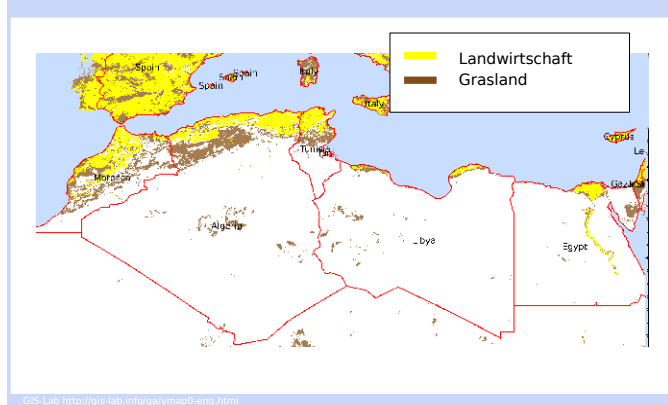 Landwirtschaft
Grasland
Spain
Spain
Spain
Spain
Italy
Italy
Cyprus
Tunisia
Morocco
Algeria
Egypt
GIS-Lab http://gis-lab.info/qa/vmap0-eng.html